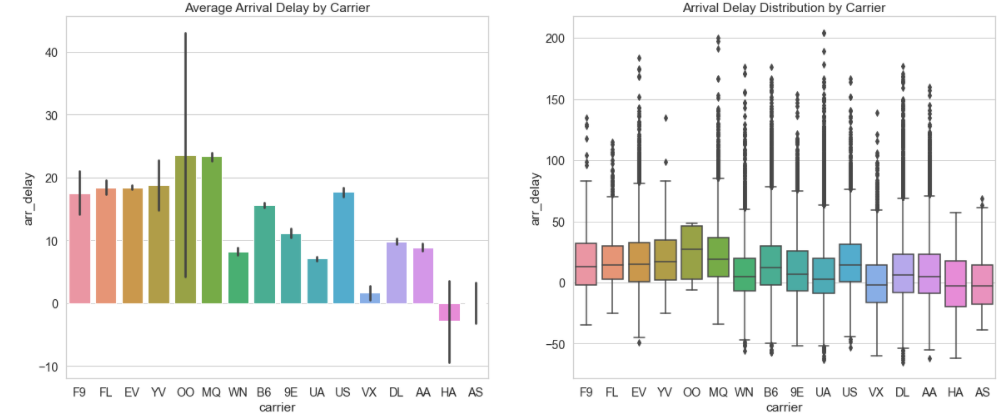 Average Arrival Delay by Carrier
40
30
20
10
0
−10
arr_delay
F9 FL EV YV OO MQ WN B6 9E UA US VX DL AA HA AS
carrier
Arrival Delay Distribution by Carrier
200
150
100
50
0
−50
arr_delay
F9 FL EV YV OO MQ WN B6 9E UA US VX DL AA HA AS
carrier